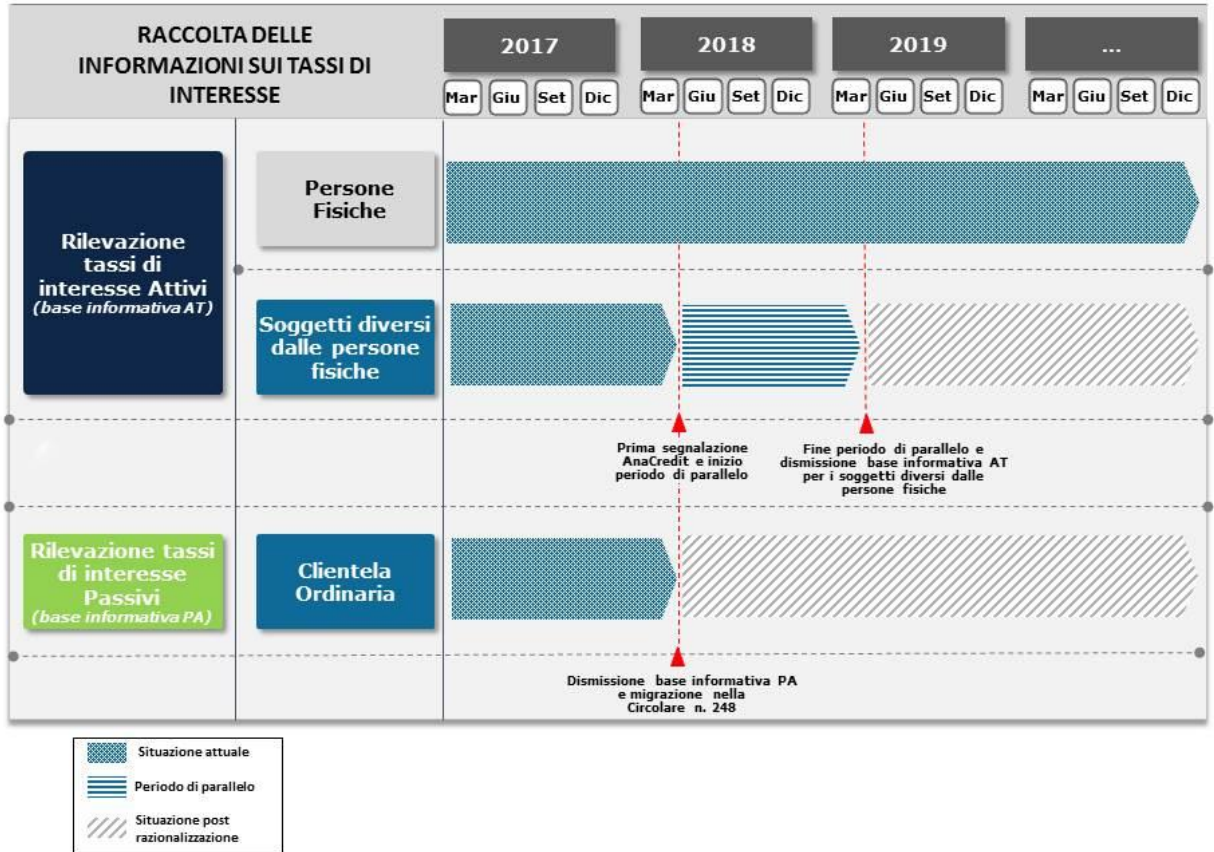 RACCOLTA DELLE
INFORMAZIONI SUI TASSI DI
INTERESSE
2017
2018
2019
...
Mar Giu Set Dic
Mar Giu Set Dic
Mar Giu Set Dic
Mar Giu Set Dic
Rilevazione
tassi di
interesse Attivi
(base informativa AT)
Persone
Fisiche
Soggetti diversi
dalle persone
fisiche
Prima segnalazione
AnaCredit e inizio
periodo di parallelo
Fine periodo di parallelo e
dismissione base informativa AT
per i soggetti diversi dalle
persone fisiche
Rilevazione tassi
di interesse
Passivi
(base informativa PA)
Clientela
Ordinaria
Dismissione base informativa PA
e migrazione nella
Circolare n. 248
Situazione attuale
Periodo di parallelo
Situazione post
razionalizzazione